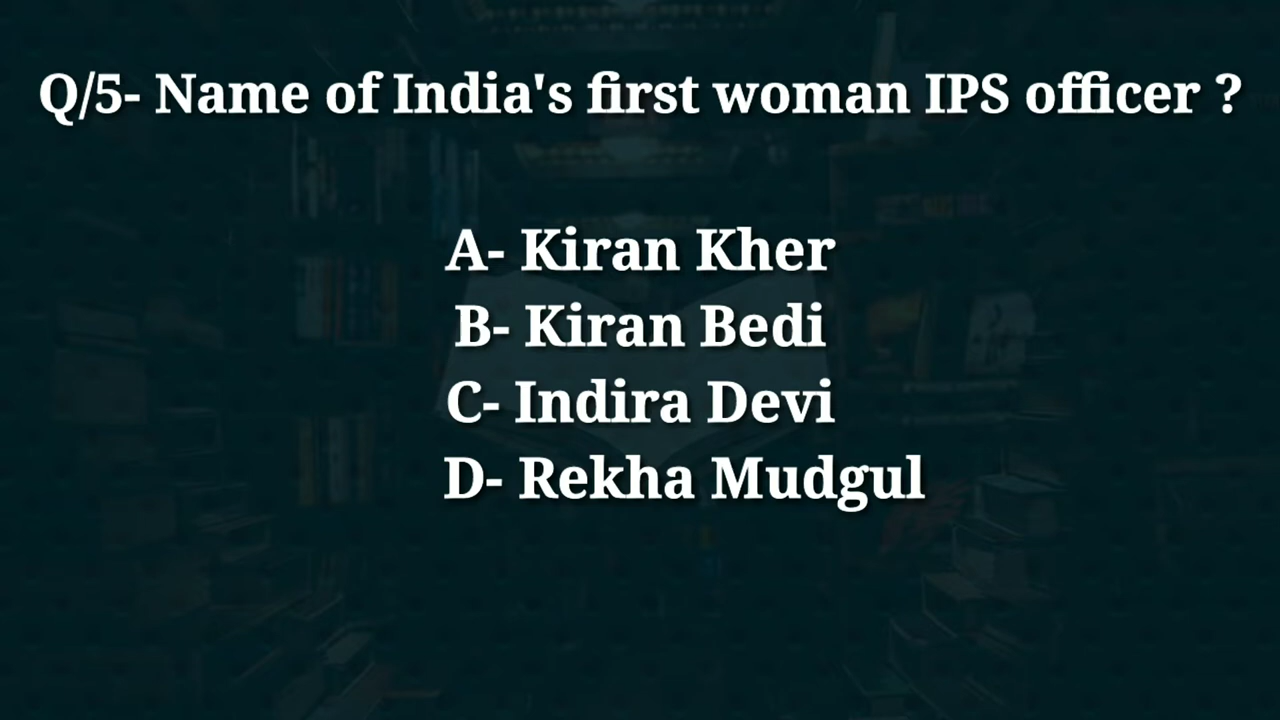 Q/5- Name of India's first woman IPS officer ?
A- Kiran Kher
B- Kiran Bedi
C- Indira Devi
D- Rekha Mudgul